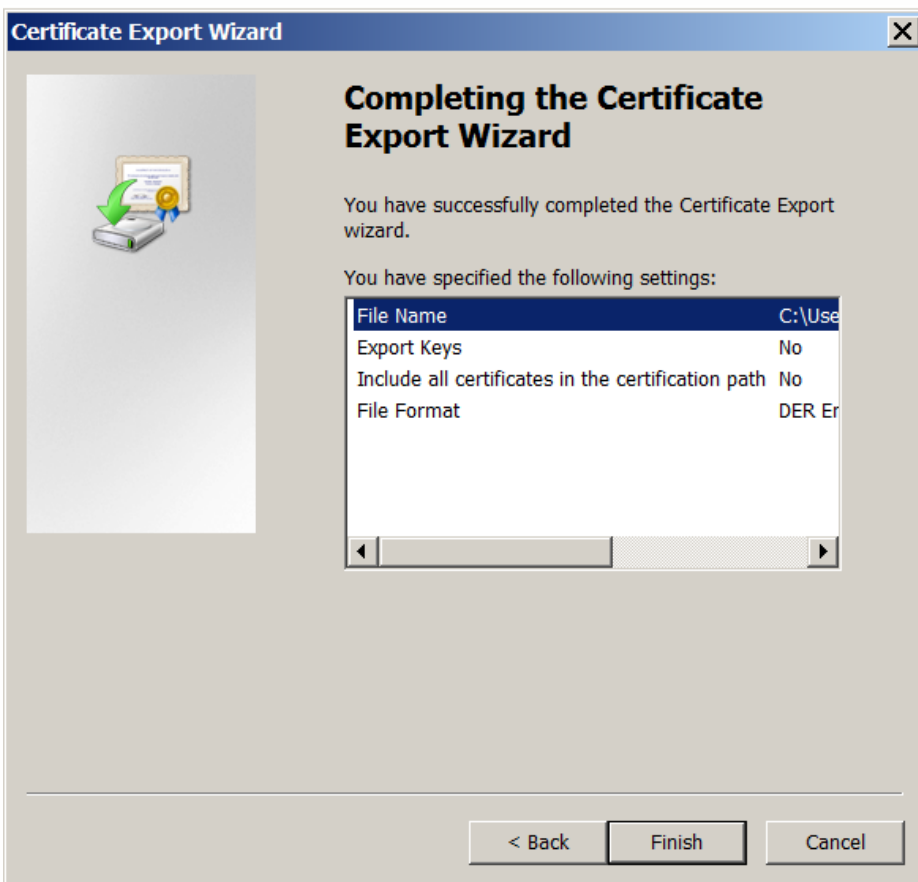 Certificate Export Wizard
Completing the Certificate
Export Wizard
You have successfully completed the Certificate Export
wizard.
You have specified the following settings:
File Name C:\Use
Export Keys No
Include all certificates in the certification path No
File Format DER Er
< Back Finish Cancel